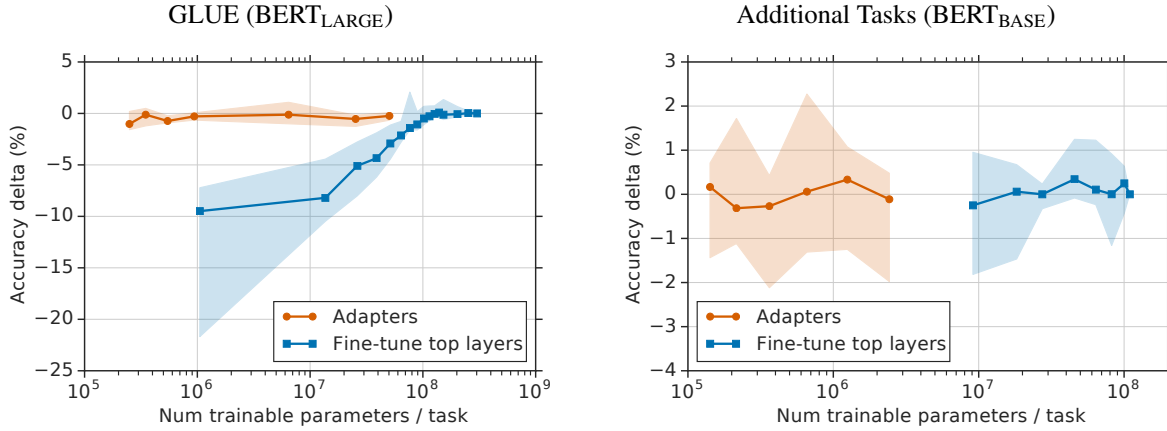 GLUE (BERT_LARGE)
Accuracy delta (%)
5
0
−5
−10
−15
−20
−25
Adapters
Fine-tune top layers
10^5
10^6
10^7
10^8
10^9
Num trainable parameters / task
Additional Tasks (BERT_BASE)
Accuracy delta (%)
3
2
1
0
−1
−2
−3
−4
Adapters
Fine-tune top layers
10^5
10^6
10^7
10^8
Num trainable parameters / task